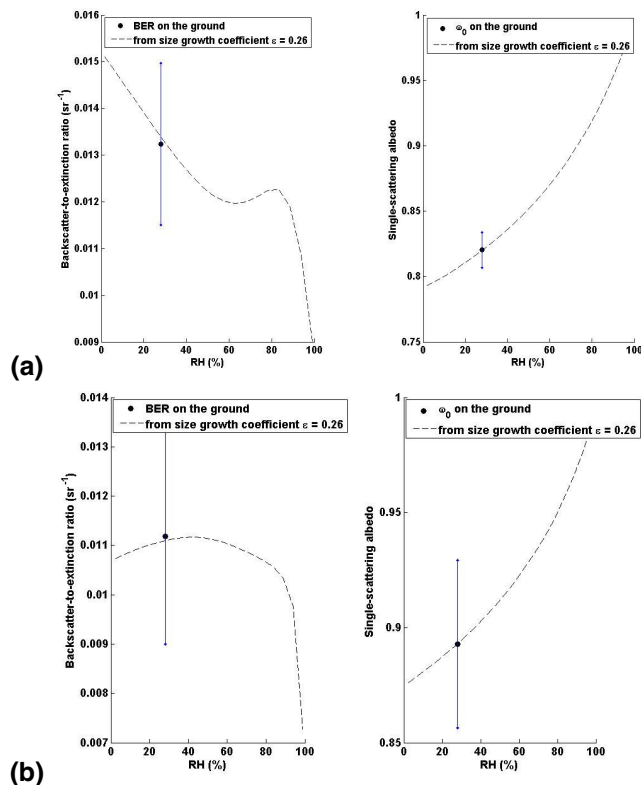 0.016
BER on the ground
from size growth coefficient ε = 0.26
0.015
0.014
0.013
0.012
0.011
0.01
0.009
0 20 40 60 80 100
RH (%)
Backscatter-to-extinction ratio (sr⁻¹)
1
ω₀ on the ground
from size growth coefficient ε = 0.26
0.95
0.9
0.85
0.8
0.75
0 20 40 60 80 100
RH (%)
Single-scattering albedo
(a)
0.014
BER on the ground
from size growth coefficient ε = 0.26
0.013
0.012
0.011
0.01
0.009
0.008
0.007
0 20 40 60 80 100
RH (%)
Backscatter-to-extinction ratio (sr⁻¹)
1
ω₀ on the ground
from size growth coefficient ε = 0.26
0.95
0.9
0.85
0 20 40 60 80 100
RH (%)
Single-scattering albedo
(b)